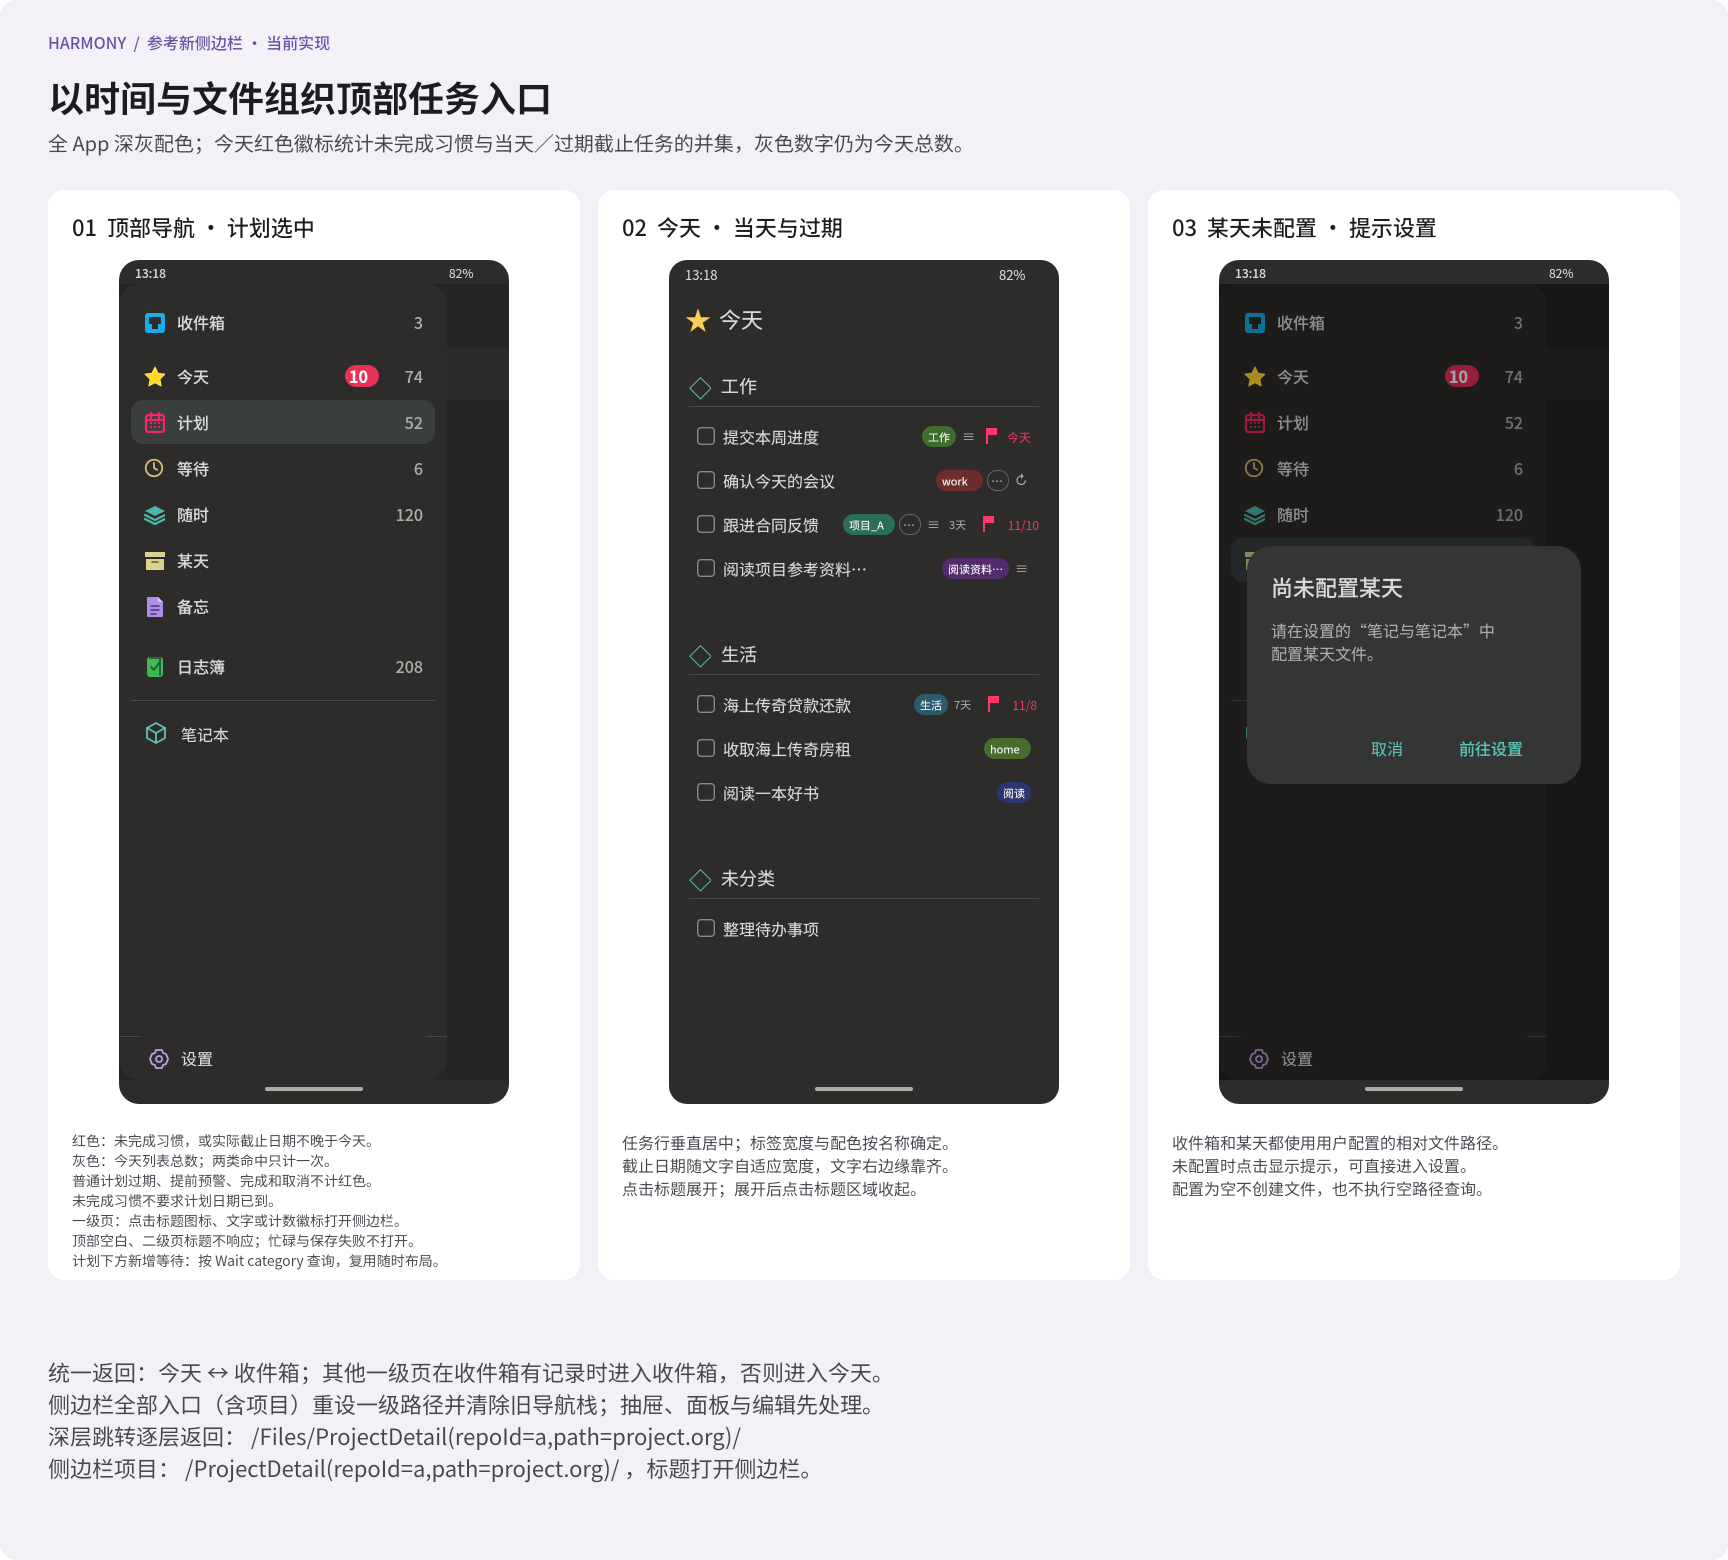 HARMONY / 参考新侧边栏 · 当前实现
以时间与文件组织顶部任务入口
全 App 深灰配色；今天红色徽标统计未完成习惯与当天／过期截止任务的并集，灰色数字仍为今天总数。
01 顶部导航 · 计划选中
13:18 82%
收件箱 3
今天 10 74
计划 52
等待 6
随时 120
某天
备忘
日志簿 208
笔记本
设置
红色：未完成习惯，或实际截止日期不晚于今天。
灰色：今天列表总数；两类命中只计一次。
普通计划过期、提前预警、完成和取消不计红色。
未完成习惯不要求计划日期已到。
一级页：点击标题图标、文字或计数徽标打开侧边栏。
顶部空白、二级页标题不响应；忙碌与保存失败不打开。
计划下方新增等待：按 Wait category 查询，复用随时布局。
02 今天 · 当天与过期
13:18 82%
今天
工作
提交本周进度 工作 今天
确认今天的会议 work ···
跟进合同反馈 项目_A ··· 3天 11/10
阅读项目参考资料… 阅读资料…
生活
海上传奇贷款还款 生活 7天 11/8
收取海上传奇房租 home
阅读一本好书 阅读
未分类
整理待办事项
任务行垂直居中；标签宽度与配色按名称确定。
截止日期随文字自适应宽度，文字右边缘靠齐。
点击标题展开；展开后点击标题区域收起。
03 某天未配置 · 提示设置
13:18 82%
收件箱 3
今天 10 74
计划 52
等待 6
随时 120
尚未配置某天
请在设置的“笔记与笔记本”中
配置某天文件。
取消 前往设置
设置
收件箱和某天都使用用户配置的相对文件路径。
未配置时点击显示提示，可直接进入设置。
配置为空不创建文件，也不执行空路径查询。
统一返回：今天 ↔ 收件箱；其他一级页在收件箱有记录时进入收件箱，否则进入今天。
侧边栏全部入口（含项目）重设一级路径并清除旧导航栈；抽屉、面板与编辑先处理。
深层跳转逐层返回： /Files/ProjectDetail(repoId=a,path=project.org)/
侧边栏项目： /ProjectDetail(repoId=a,path=project.org)/ ，标题打开侧边栏。